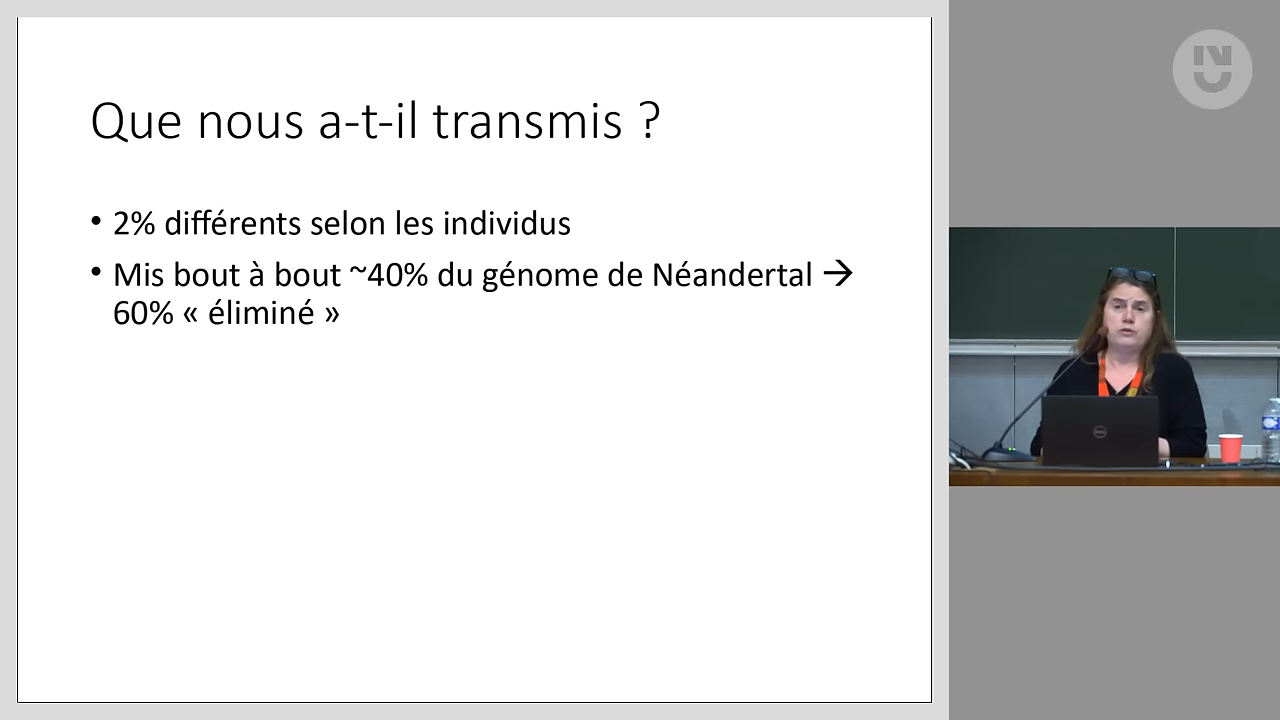 Que nous a-t-il transmis ?
• 2% différents selon les individus
• Mis bout à bout ~40% du génome de Néandertal →
60% « éliminé »
DELL